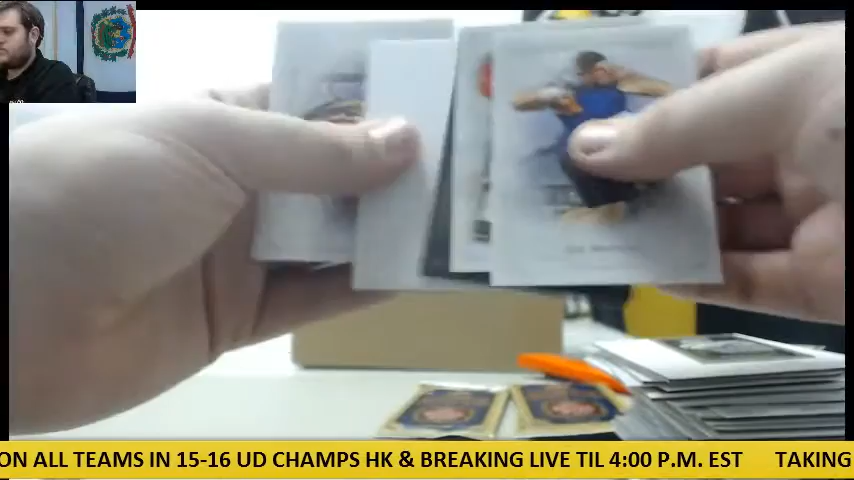 ON ALL TEAMS IN 15-16 UD CHAMPS HK & BREAKING LIVE TIL 4:00 P.M. EST TAKING